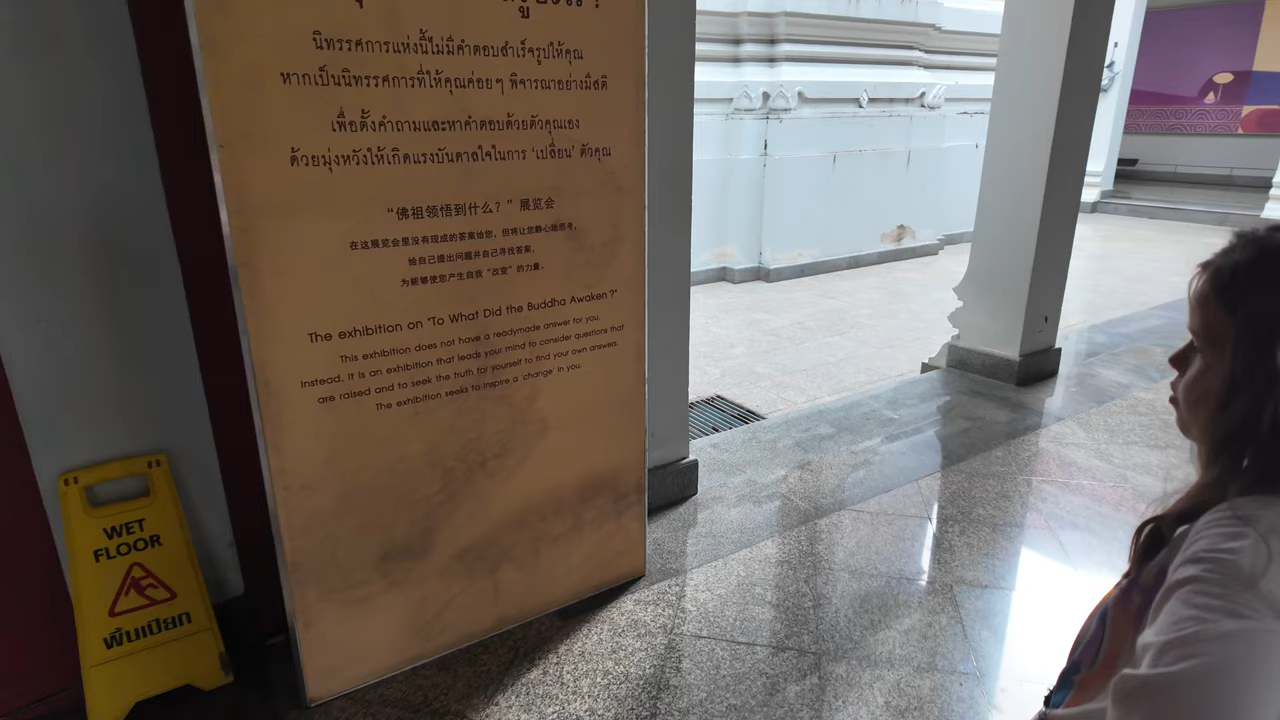 นิทรรศการแห่งนี้ไม่มีคำตอบสำเร็จรูปให้คุณ
หากเป็นนิทรรศการที่ให้คุณค่อยๆ พิจารณาอย่างมีสติ
เพื่อตั้งคำถามและหาคำตอบด้วยตัวคุณเอง
ด้วยมุ่งหวังให้เกิดแรงบันดาลใจในการ ‘เปลี่ยน’ ตัวคุณ
“佛祖领悟到什么？”展览会
在这展览会里没有现成的答案给您，但将让您静心地思考，
给自己提出问题并自己寻找答案，
为能够使您产生自我“改变”的力量。
The exhibition on "To What Did the Buddha Awaken?"
This exhibition does not have a readymade answer for you.
Instead. It is an exhibition that leads your mind to consider questions that
are raised and to seek the truth for yourself to find your own answers.
The exhibition seeks to inspire a 'change' in you.
WET
FLOOR
พื้นเปียก